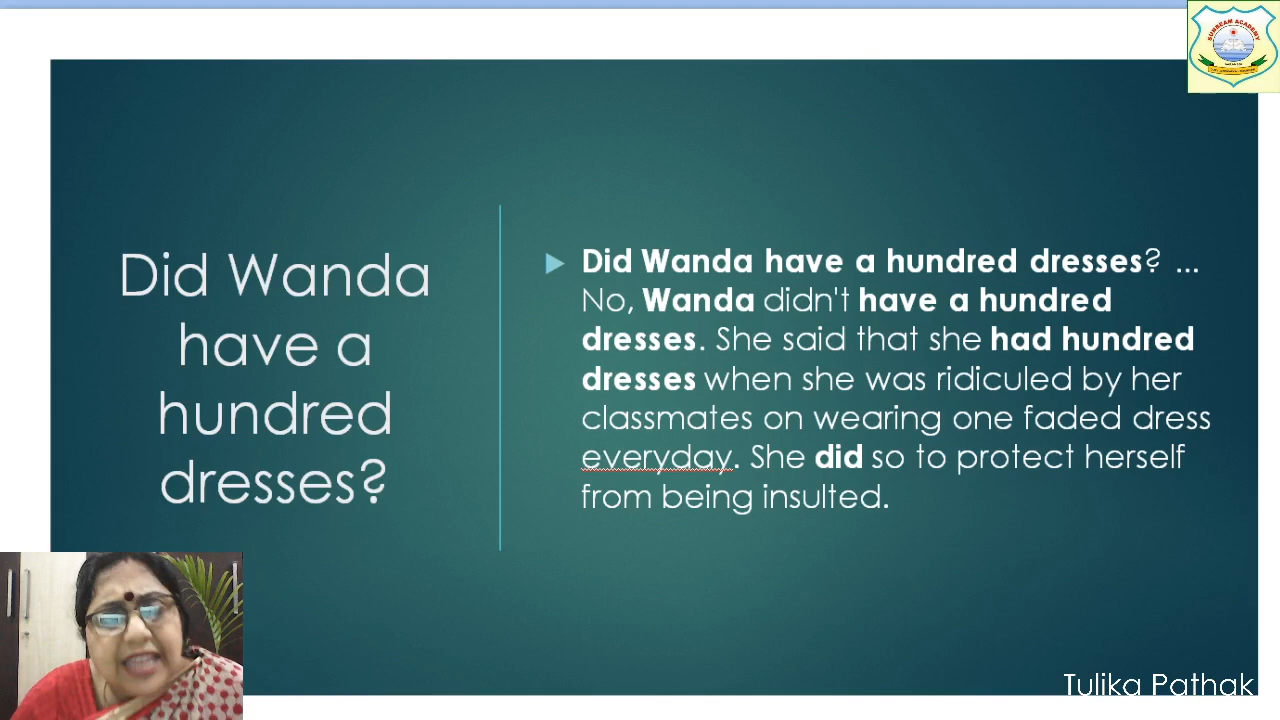 SUNBEAM ACADEMY
Did Wanda
have a
hundred
dresses?
Did Wanda have a hundred dresses? ...
No, Wanda didn't have a hundred
dresses. She said that she had hundred
dresses when she was ridiculed by her
classmates on wearing one faded dress
everyday. She did so to protect herself
from being insulted.
Tulika Pathak